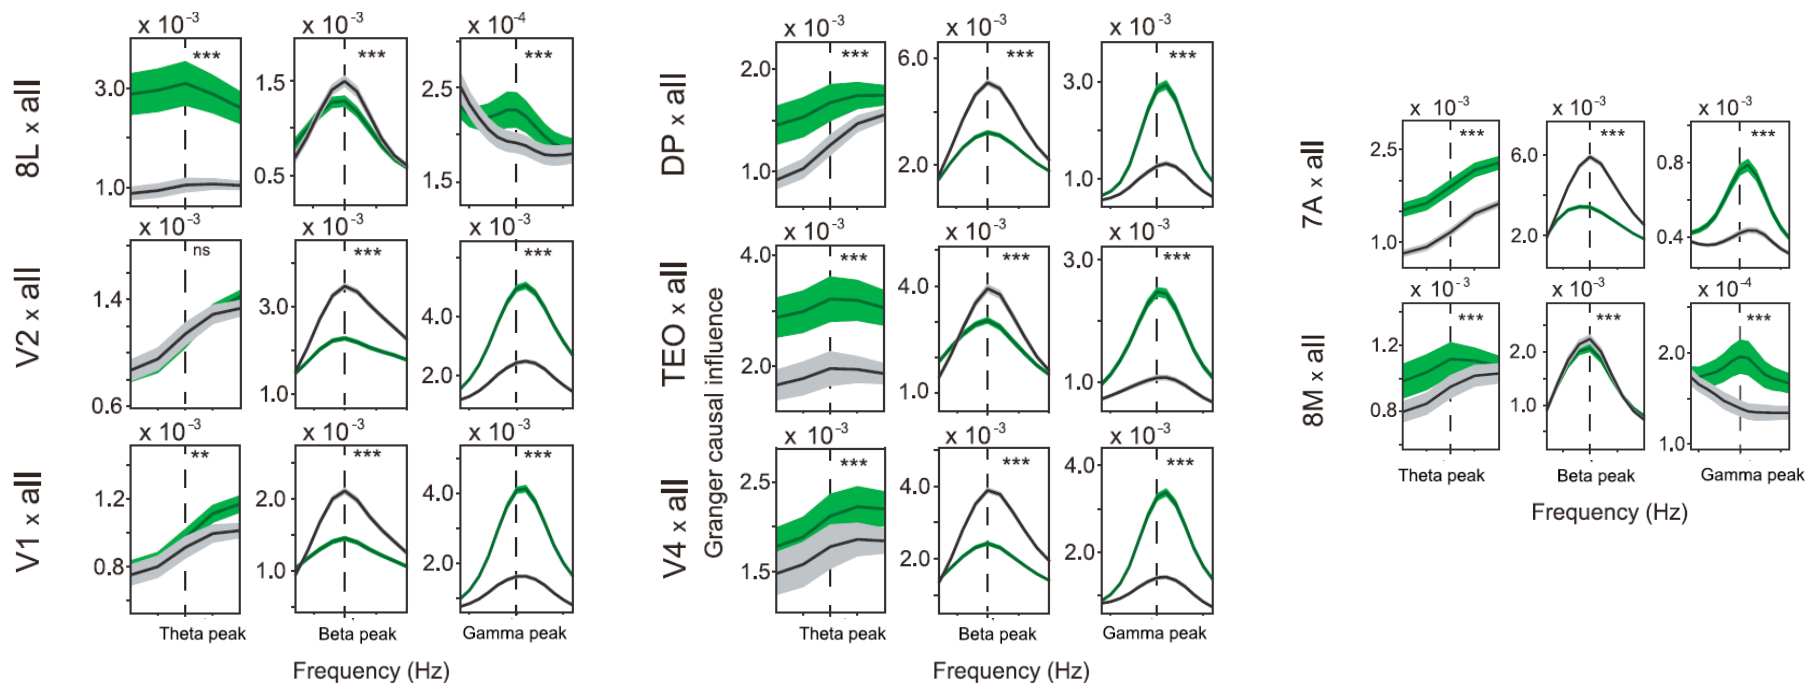 8L x all
x 10⁻³
3.0
1.0
***
x 10⁻³
1.5
1.0
0.5
***
x 10⁻⁴
2.5
1.5
***
V2 x all
x 10⁻³
1.4
0.6
ns
x 10⁻³
3.0
1.0
***
x 10⁻³
4.0
2.0
***
V1 x all
x 10⁻³
1.2
0.8
**
x 10⁻³
2.0
1.0
***
x 10⁻³
4.0
2.0
***
Theta peak
Beta peak
Gamma peak
Frequency (Hz)
Granger causal influence
DP x all
x 10⁻³
2.0
1.0
***
x 10⁻³
6.0
2.0
***
x 10⁻³
3.0
1.0
***
TEO x all
x 10⁻³
4.0
2.0
***
x 10⁻³
4.0
1.0
***
x 10⁻³
3.0
1.0
***
V4 x all
x 10⁻³
2.5
1.5
***
x 10⁻³
4.0
2.0
***
x 10⁻³
4.0
2.0
***
Theta peak
Beta peak
Gamma peak
Frequency (Hz)
7A x all
x 10⁻³
2.5
1.0
***
x 10⁻³
6.0
2.0
***
x 10⁻³
0.8
0.4
***
8M x all
x 10⁻³
1.2
0.8
***
x 10⁻³
2.0
1.0
***
x 10⁻⁴
2.0
1.0
***
Theta peak
Beta peak
Gamma peak
Frequency (Hz)